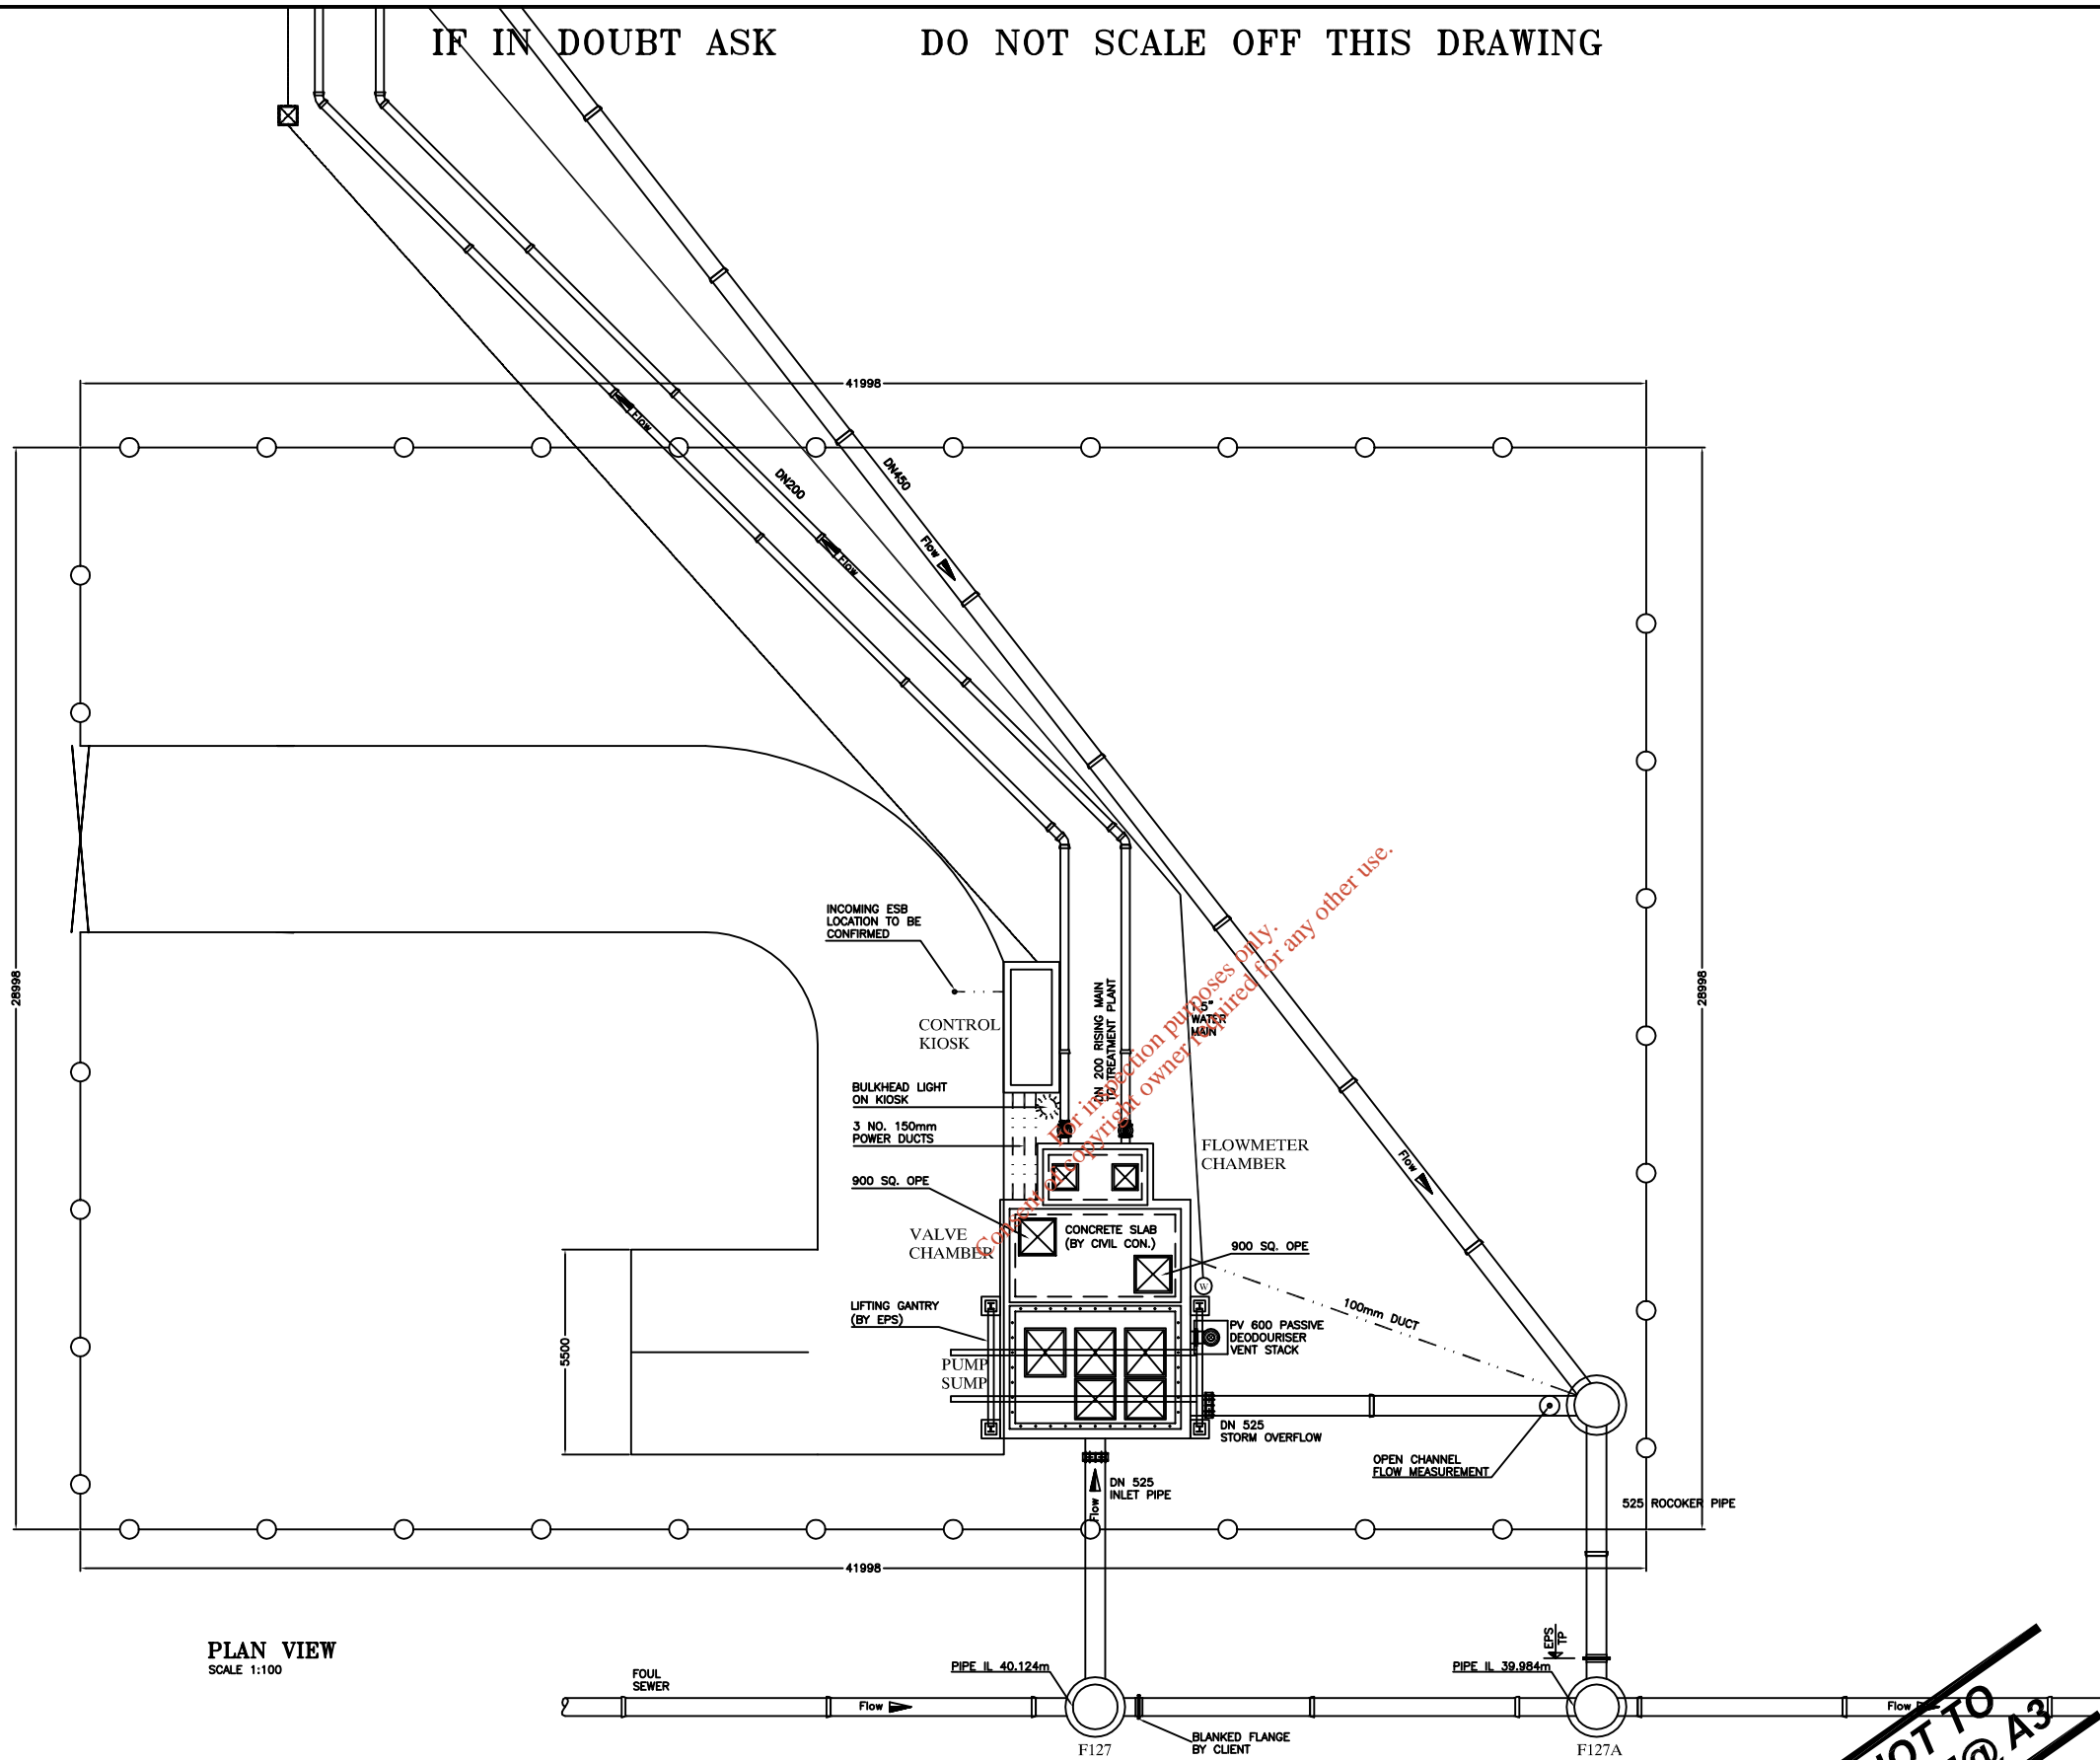 IF IN DOUBT ASK
DO NOT SCALE OFF THIS DRAWING
41998
Flow
DN200
DN450
Flow
Flow
28998
28998
INCOMING ESB
LOCATION TO BE
CONFIRMED
CONTROL
KIOSK
DN 200 RISING MAIN
TO TREATMENT PLANT
WATER
MAIN
BULKHEAD LIGHT
ON KIOSK
3 NO. 150mm
POWER DUCTS
FLOWMETER
CHAMBER
Flow
900 SQ. OPE
VALVE
CHAMBER
CONCRETE SLAB
(BY CIVIL CON.)
900 SQ. OPE
W
LIFTING GANTRY
(BY EPS)
100mm DUCT
PV 600 PASSIVE
DEODOURISER
VENT STACK
5500
PUMP
SUMP
DN 525
STORM OVERFLOW
OPEN CHANNEL
FLOW MEASUREMENT
DN 525
INLET PIPE
Flow
525 ROCOKER PIPE
41998
For inspection purposes only.
Consent of copyright owner required for any other use.
PLAN VIEW
SCALE 1:100
FOUL
SEWER
PIPE IL 40.124m
EPS
TP
PIPE IL 39.984m
Flow
Flow
BLANKED FLANGE
BY CLIENT
F127
F127A
NOT TO
@ A3